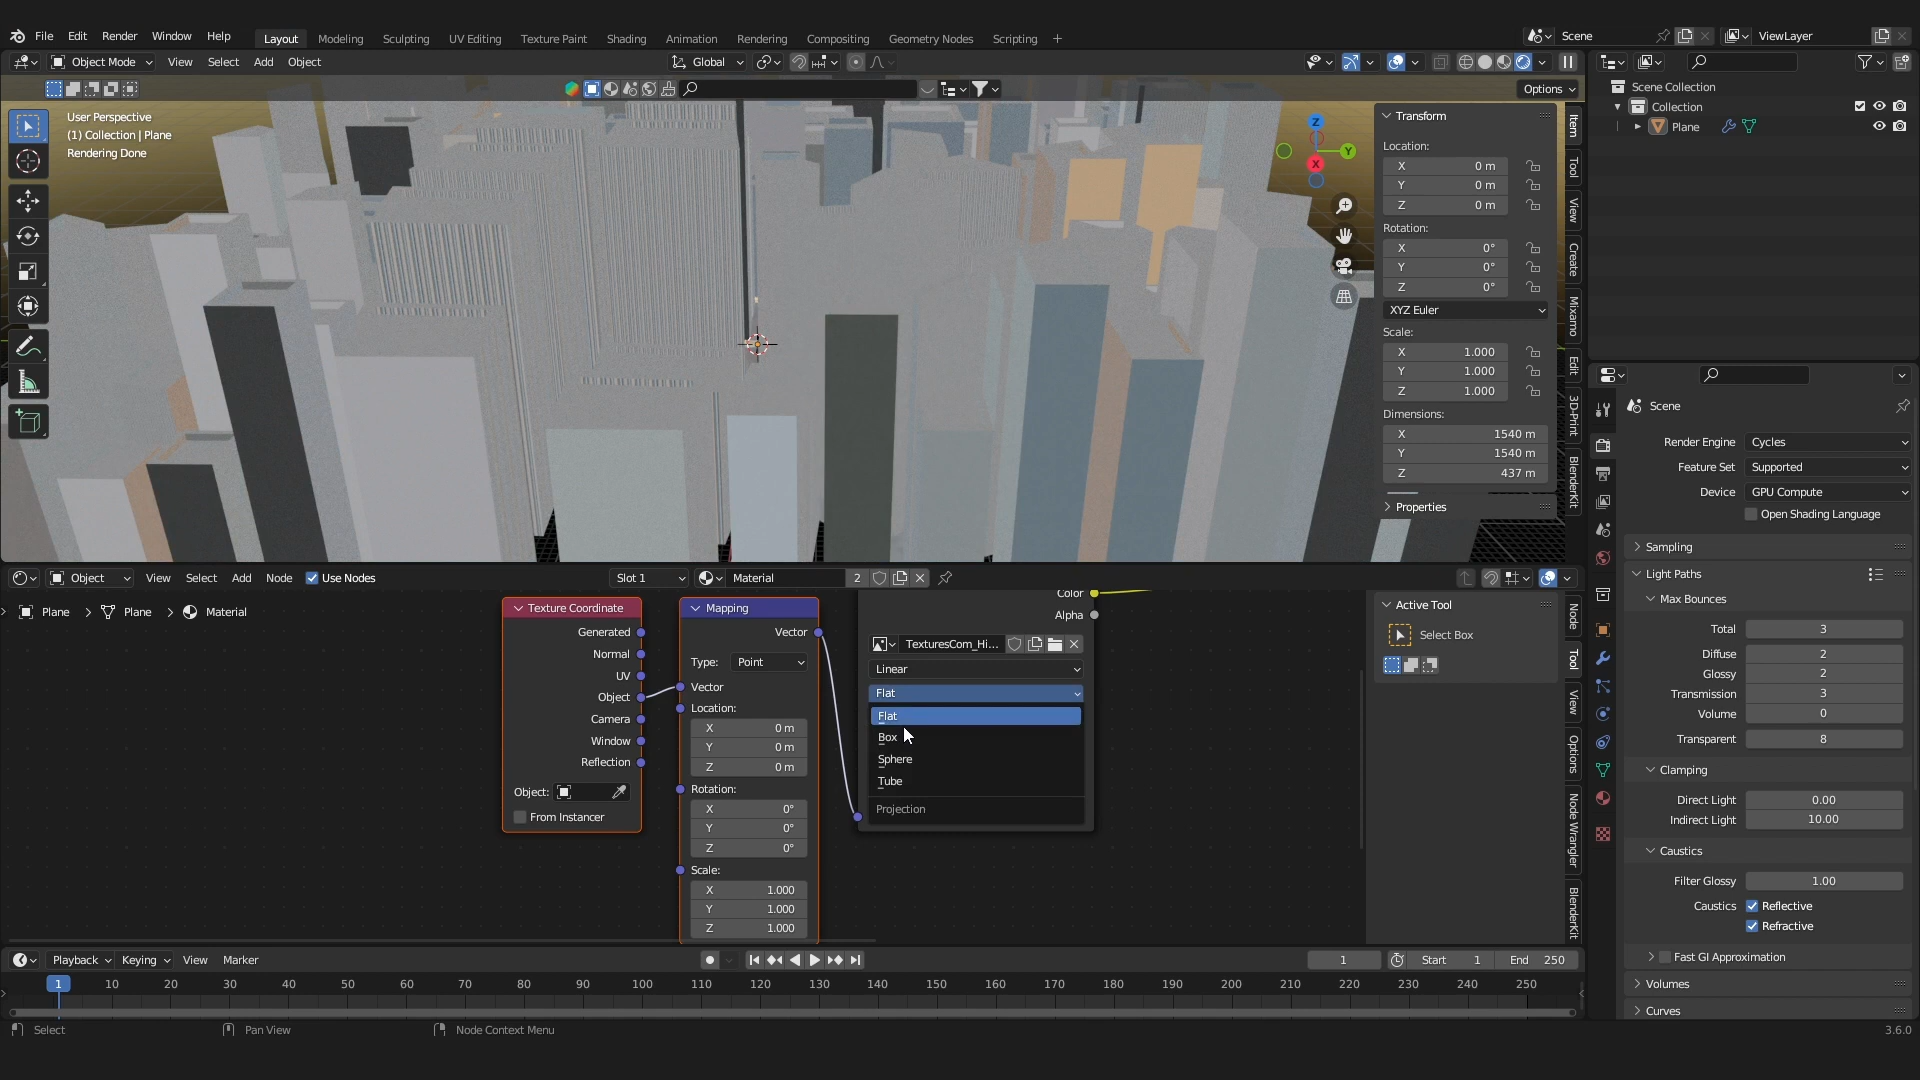 File Edit Render Window Help Layout Modeling Sculpting UV Editing Texture Paint Shading Animation Rendering Compositing Geometry Nodes Scripting + Scene ViewLayer
Object Mode View Select Add Object Global
Options
User Perspective
(1) Collection | Plane
Rendering Done
Z
Y
X
Transform
Location:
X 0 m
Y 0 m
Z 0 m
Rotation:
X 0°
Y 0°
Z 0°
XYZ Euler
Scale:
X 1.000
Y 1.000
Z 1.000
Dimensions:
X 1540 m
Y 1540 m
Z 437 m
Properties
Item
Tool
View
Create
Mixamo
Edit
3D-Print
BlenderKit
Scene Collection
Collection
Plane
Scene
Render Engine Cycles
Feature Set Supported
Device GPU Compute
Open Shading Language
Sampling
Light Paths
Max Bounces
Total 3
Diffuse 2
Glossy 2
Transmission 3
Volume 0
Transparent 8
Clamping
Direct Light 0.00
Indirect Light 10.00
Caustics
Filter Glossy 1.00
Caustics Reflective
Refractive
Fast GI Approximation
Volumes
Curves
Object View Select Add Node Use Nodes Slot 1 Material 2
Plane Plane Material
Texture Coordinate
Generated
Normal
UV
Object
Camera
Window
Reflection
Object:
From Instancer
Mapping
Vector
Type: Point
Vector
Location:
X 0 m
Y 0 m
Z 0 m
Rotation:
X 0°
Y 0°
Z 0°
Scale:
X 1.000
Y 1.000
Z 1.000
Color
Alpha
TexturesCom_Hi...
Linear
Flat
Flat
Box
Sphere
Tube
Projection
Active Tool
Select Box
Node
Tool
View
Options
Node Wrangler
BlenderKit
Playback Keying View Marker 1 Start 1 End 250
1 10 20 30 40 50 60 70 80 90 100 110 120 130 140 150 160 170 180 190 200 210 220 230 240 250
Select Pan View Node Context Menu 3.6.0